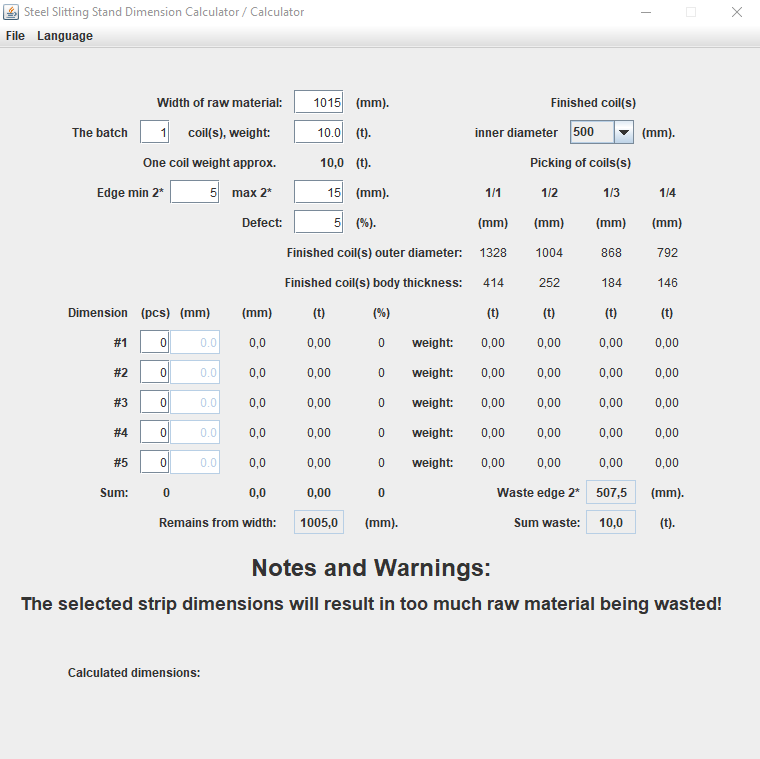 Steel Slitting Stand Dimension Calculator / Calculator
File Language
Width of raw material: 1015 (mm). Finished coil(s)
The batch 1 coil(s), weight: 10.0 (t). inner diameter 500 (mm).
One coil weight approx. 10,0 (t). Picking of coils(s)
Edge min 2* 5 max 2* 15 (mm). 1/1 1/2 1/3 1/4
Defect: 5 (%). (mm) (mm) (mm) (mm)
Finished coil(s) outer diameter: 1328 1004 868 792
Finished coil(s) body thickness: 414 252 184 146
Dimension (pcs) (mm) (mm) (t) (%) (t) (t) (t) (t)
#1 0 0.0 0,0 0,00 0 weight: 0,00 0,00 0,00 0,00
#2 0 0.0 0,0 0,00 0 weight: 0,00 0,00 0,00 0,00
#3 0 0.0 0,0 0,00 0 weight: 0,00 0,00 0,00 0,00
#4 0 0.0 0,0 0,00 0 weight: 0,00 0,00 0,00 0,00
#5 0 0.0 0,0 0,00 0 weight: 0,00 0,00 0,00 0,00
Sum: 0 0,0 0,00 0 Waste edge 2* 507,5 (mm).
Remains from width: 1005,0 (mm). Sum waste: 10,0 (t).
Notes and Warnings:
The selected strip dimensions will result in too much raw material being wasted!
Calculated dimensions: